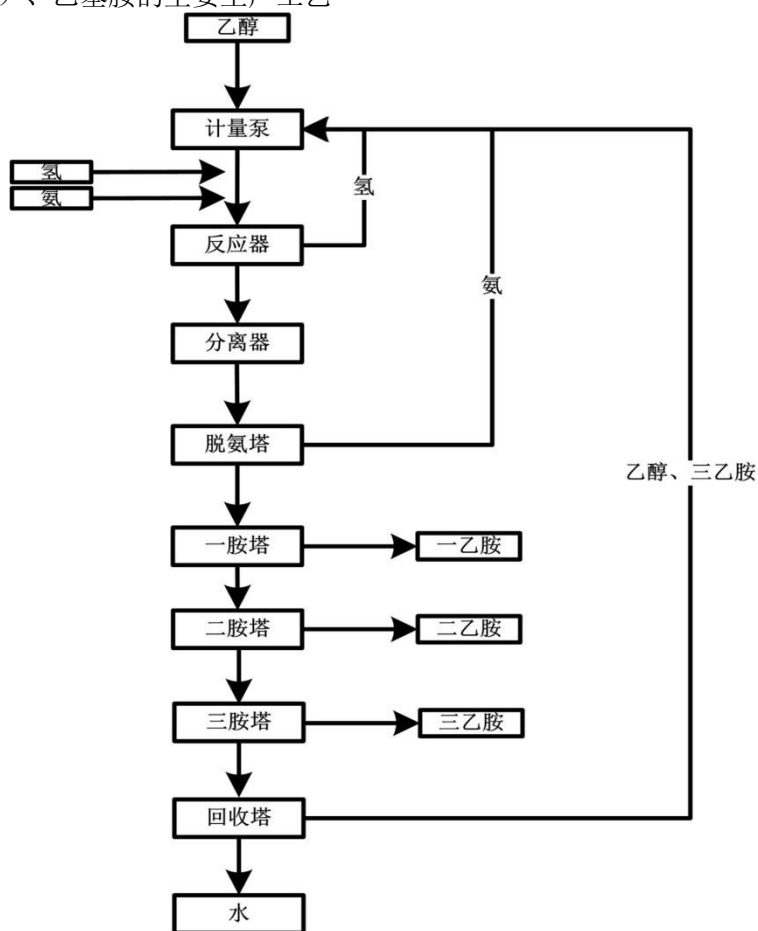 、乙基胺的主要生产工艺
乙醇
计量泵
氢
氨
氢
反应器
氨
分离器
脱氨塔
乙醇、三乙胺
一胺塔
一乙胺
二胺塔
二乙胺
三胺塔
三乙胺
回收塔
水